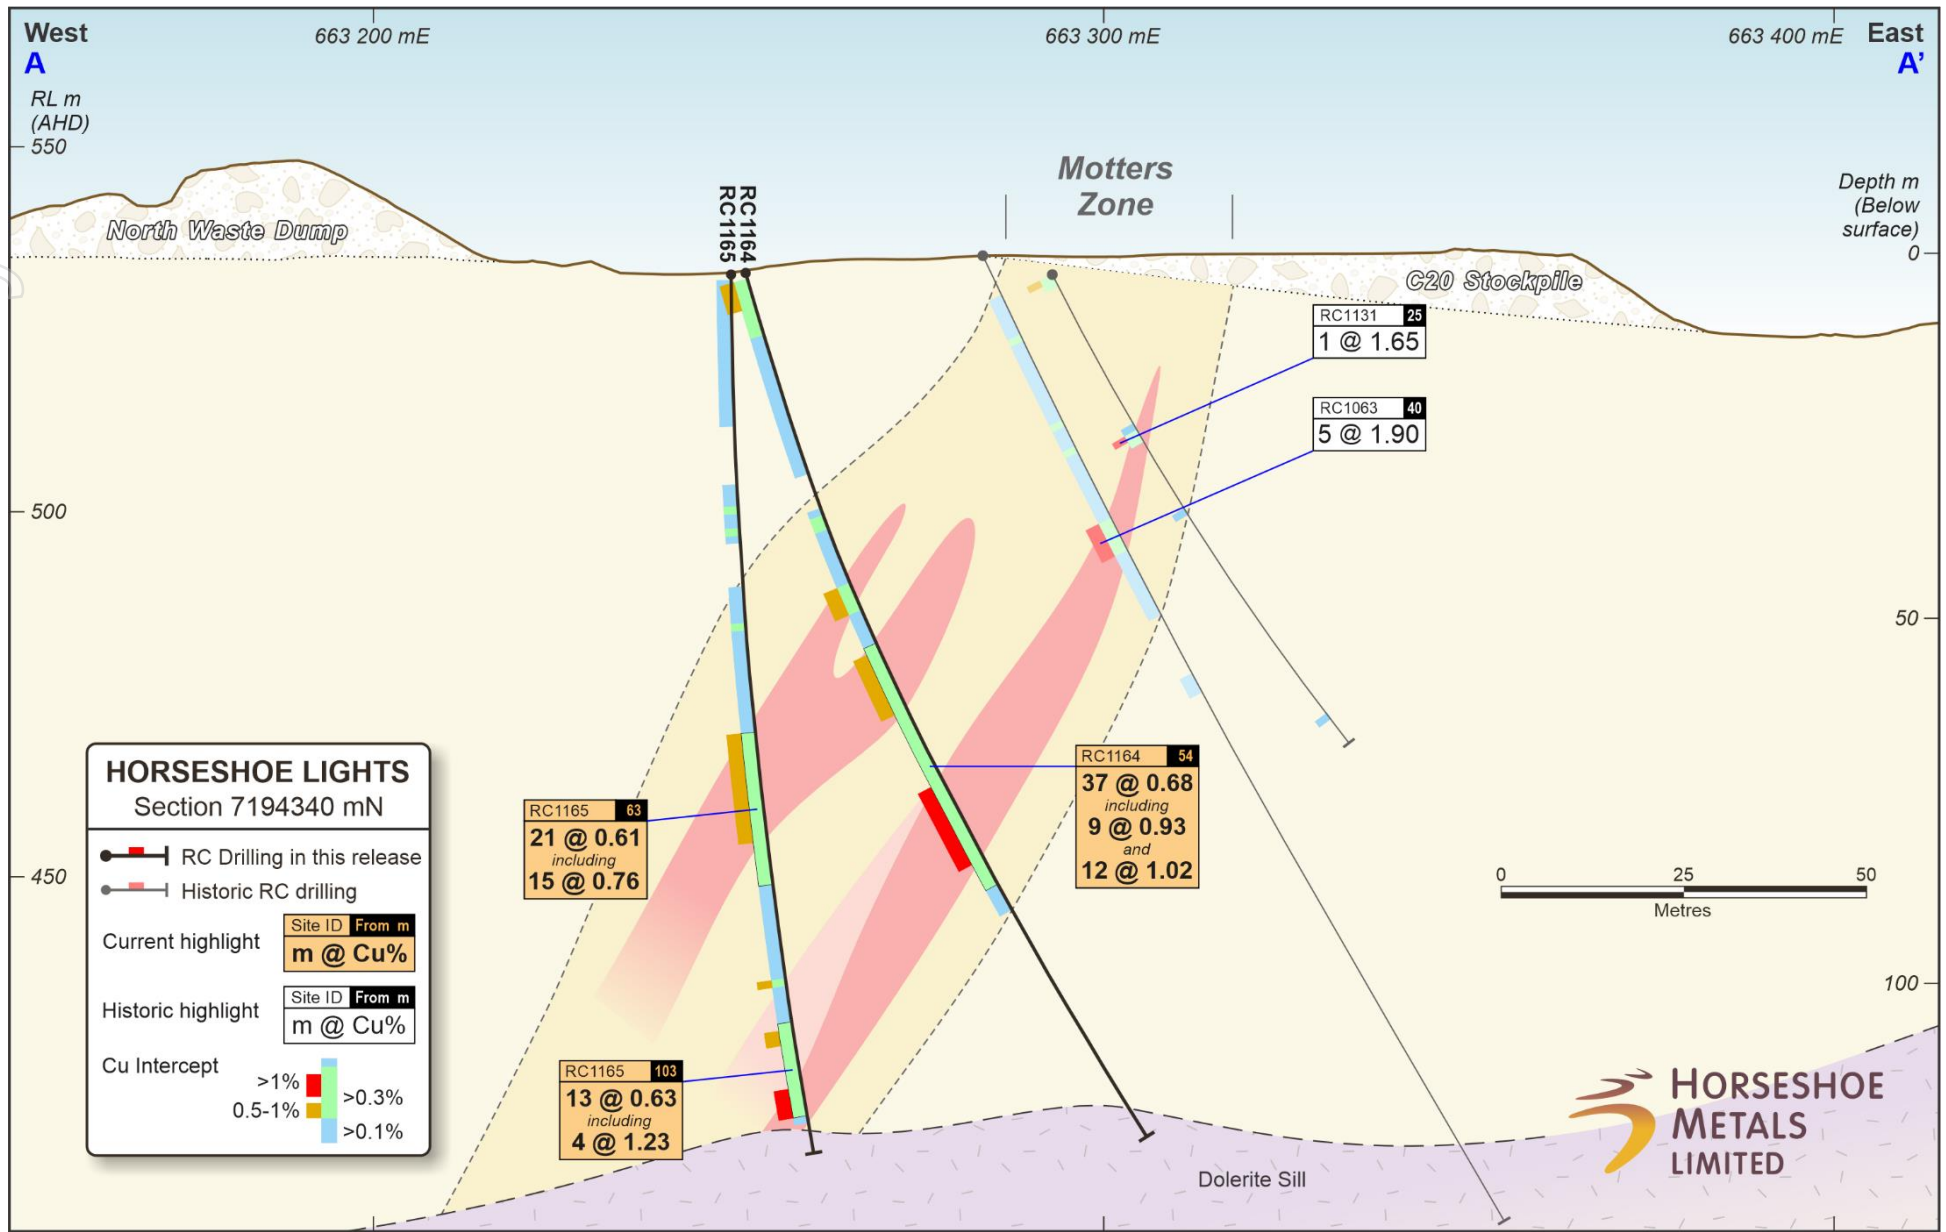 West
A
663 200 mE
663 300 mE
663 400 mE
East
A’
RL m
(AHD)
550
500
450
Depth m
(Below
surface)
0
50
100
North Waste Dump
RC1165
RC1164
Motters
Zone
C20 Stockpile
RC1131 25
1 @ 1.65
RC1063 40
5 @ 1.90
RC1164 54
37 @ 0.68
including
9 @ 0.93
and
12 @ 1.02
RC1165 63
21 @ 0.61
including
15 @ 0.76
RC1165 103
13 @ 0.63
including
4 @ 1.23
HORSESHOE LIGHTS
Section 7194340 mN
RC Drilling in this release
Historic RC drilling
Current highlight
Site ID From m
m @ Cu%
Historic highlight
Site ID From m
m @ Cu%
Cu Intercept
>1%
0.5-1%
>0.3%
>0.1%
0 25 50
Metres
Dolerite Sill
HORSESHOE
METALS
LIMITED